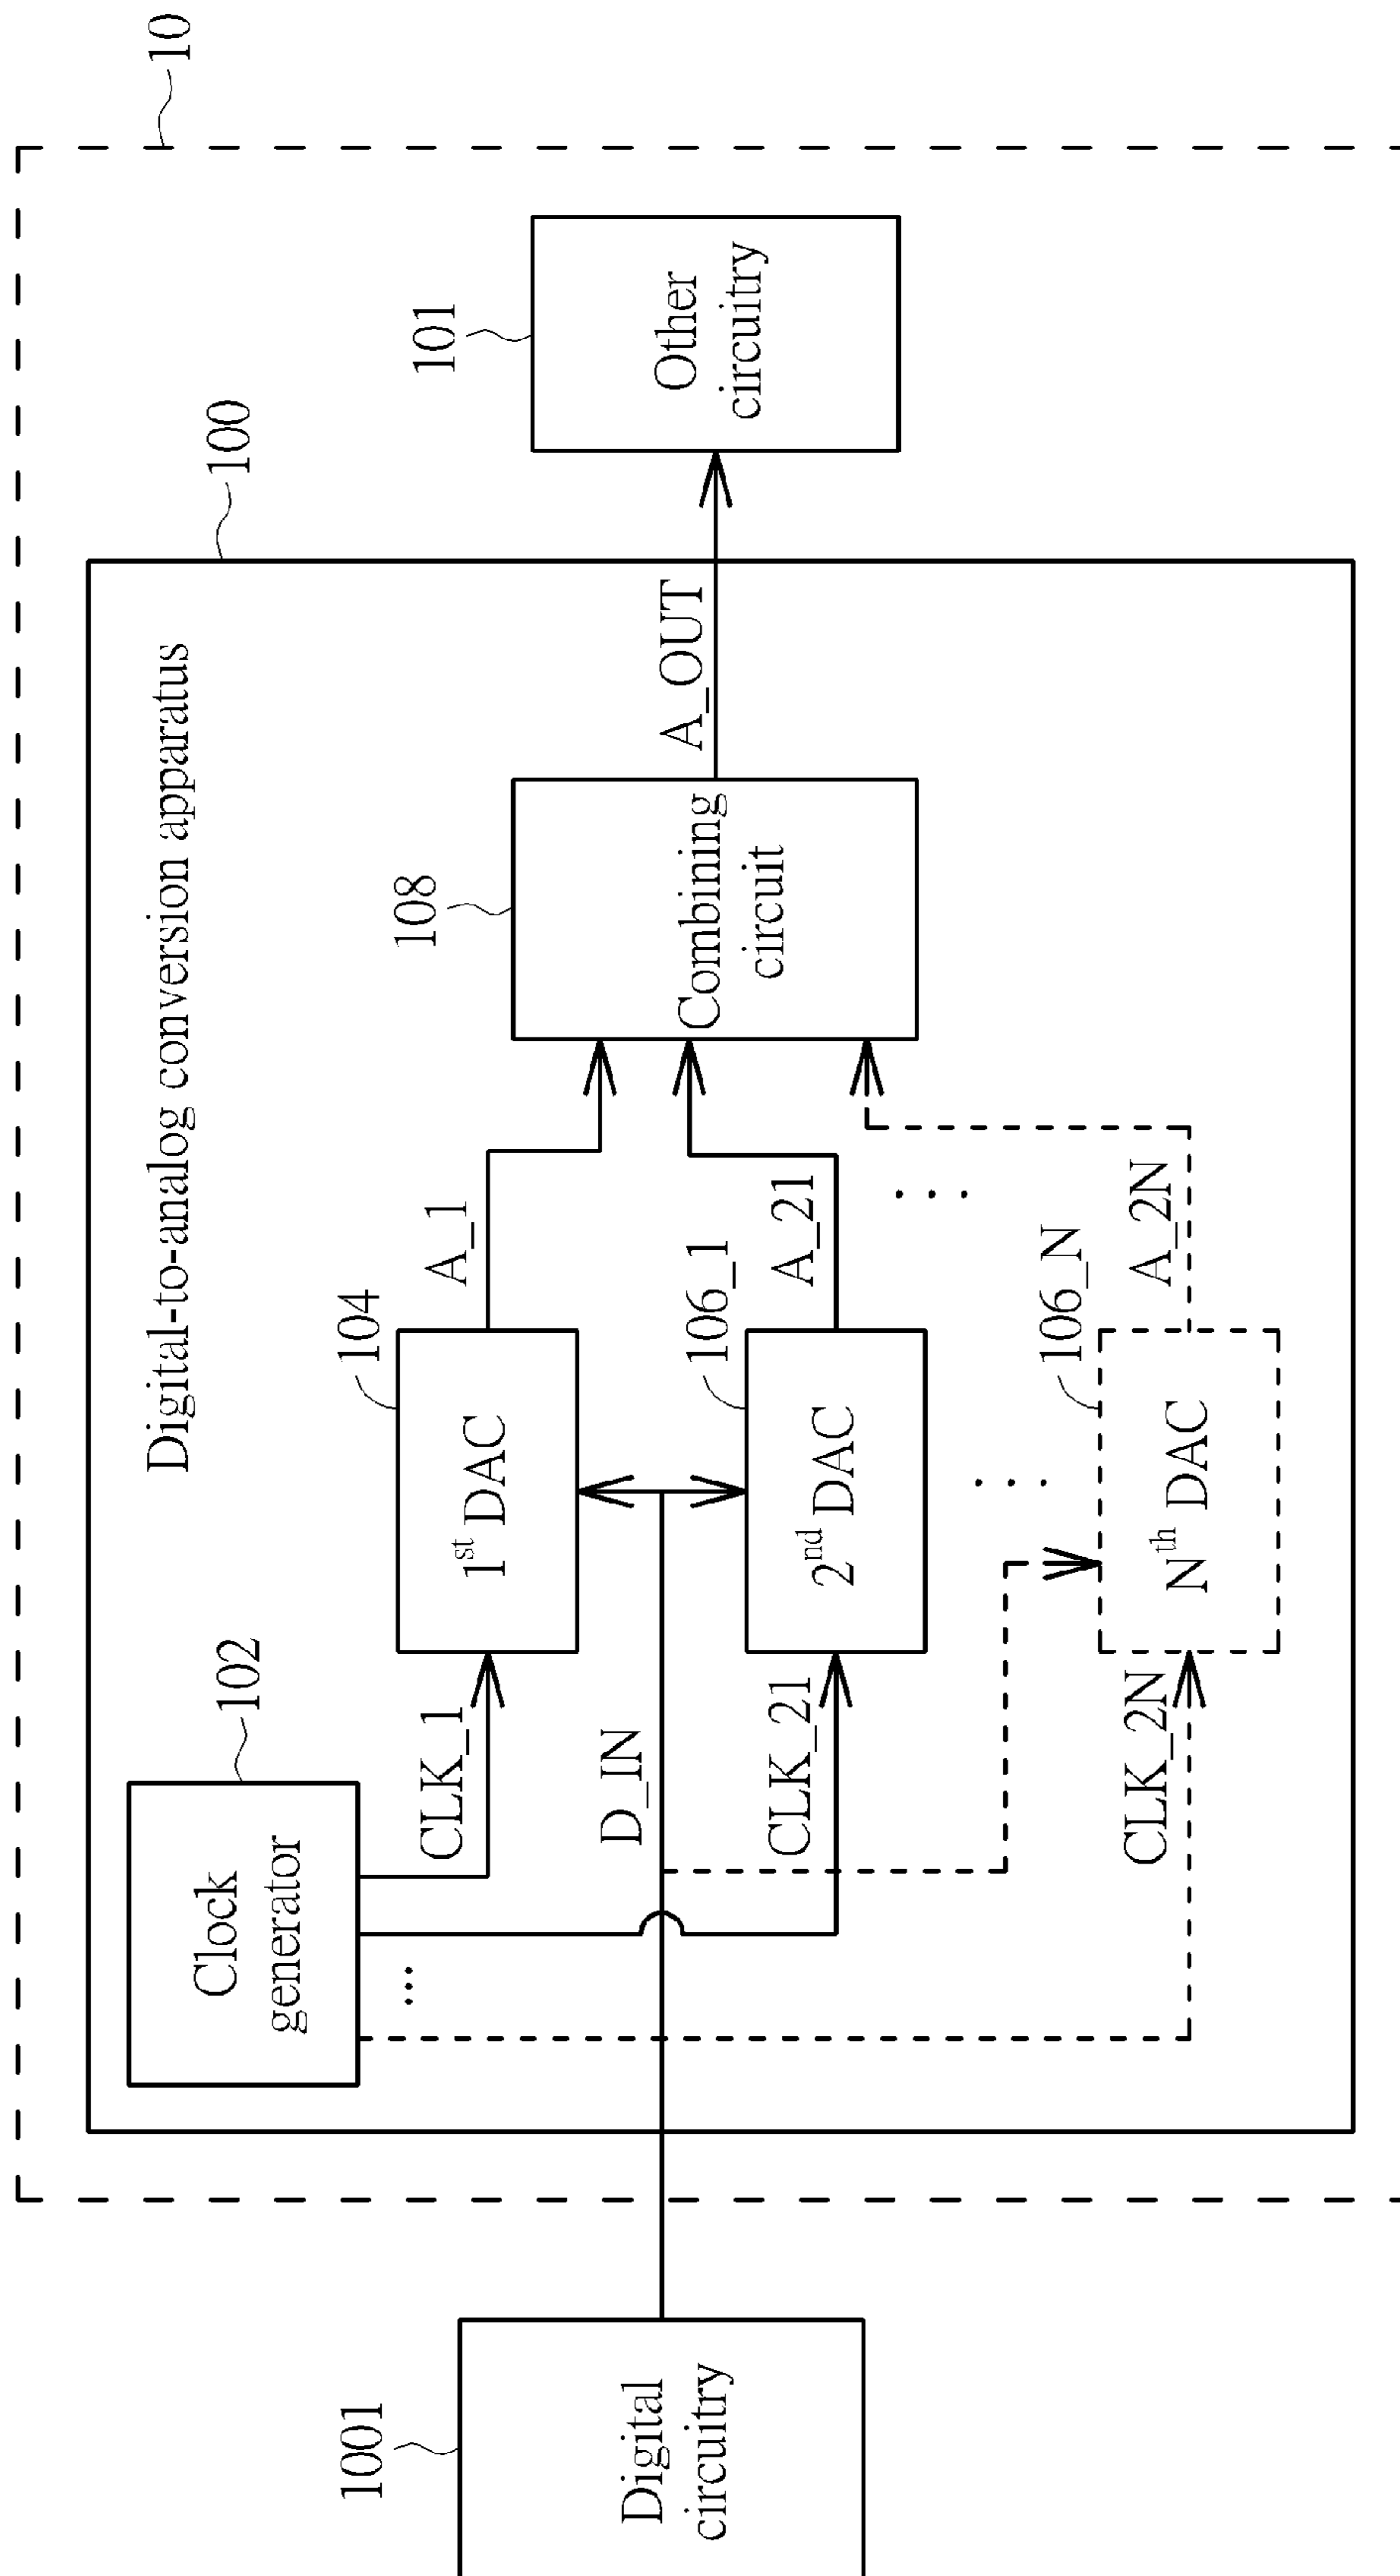 10
100
Digital-to-analog conversion apparatus
102
Clock
generator
101
Other
circuitry
104
108
CLK_1
1st DAC
A_1
Combining
circuit
A_OUT
1001
Digital
circuitry
D_IN
106_1
CLK_21
2nd DAC
A_21
...
...
...
106_N
CLK_2N
Nth DAC
A_2N